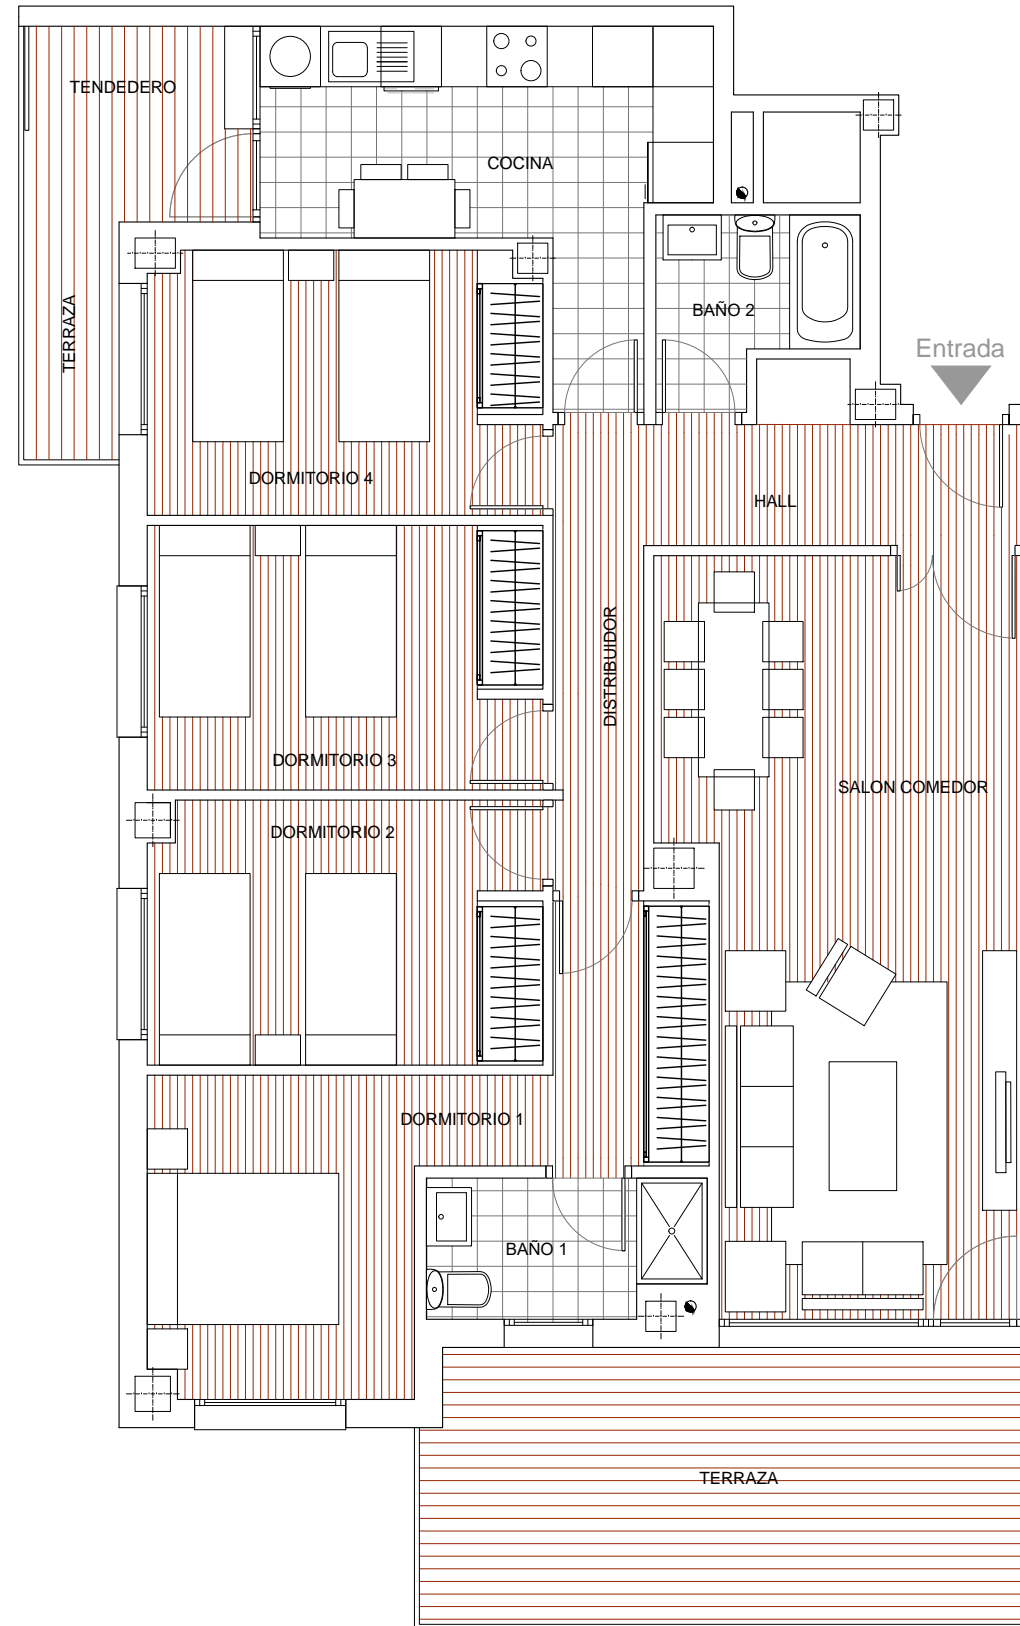 TENDEDERO
COCINA
TERRAZA
BAÑO 2
Entrada
DORMITORIO 4
HALL
DISTRIBUIDOR
DORMITORIO 3
SALON COMEDOR
DORMITORIO 2
DORMITORIO 1
BAÑO 1
TERRAZA